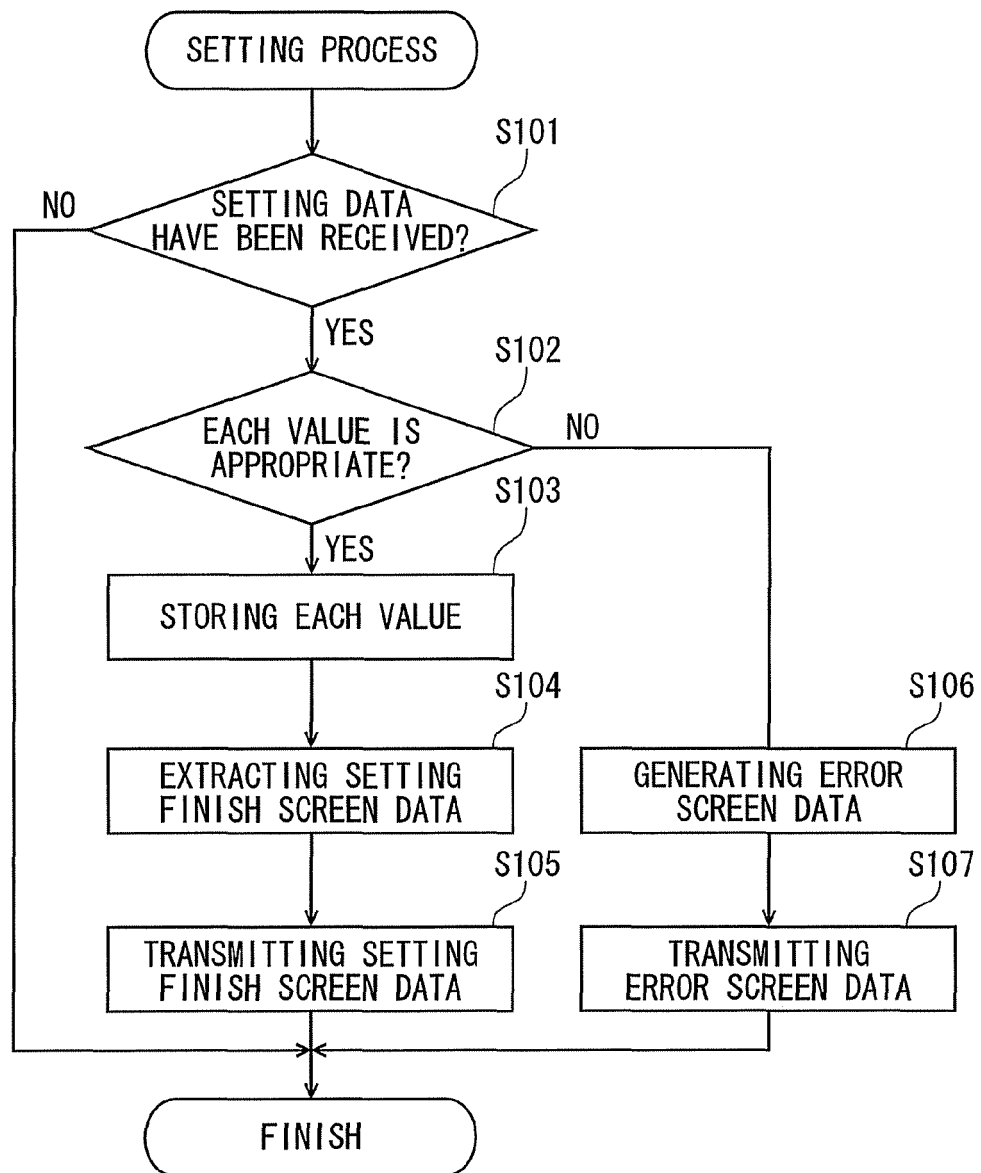 SETTING PROCESS
S101
NO
SETTING DATA
HAVE BEEN RECEIVED?
YES
S102
EACH VALUE IS
APPROPRIATE?
NO
S103
YES
STORING EACH VALUE
S104
S106
EXTRACTING SETTING
FINISH SCREEN DATA
GENERATING ERROR
SCREEN DATA
S105
S107
TRANSMITTING SETTING
FINISH SCREEN DATA
TRANSMITTING
ERROR SCREEN DATA
FINISH